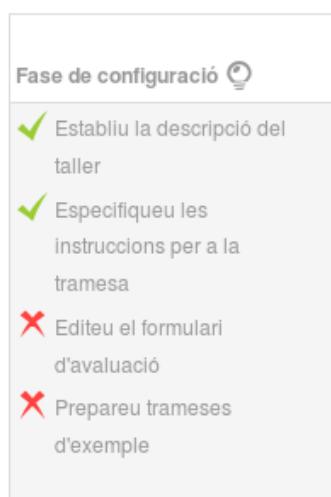 Fase de configuració
Establiu la descripció del
taller
Especifiqueu les
instruccions per a la
tramesa
Editeu el formulari
d'avaluació
Prepareu trameses
d'exemple